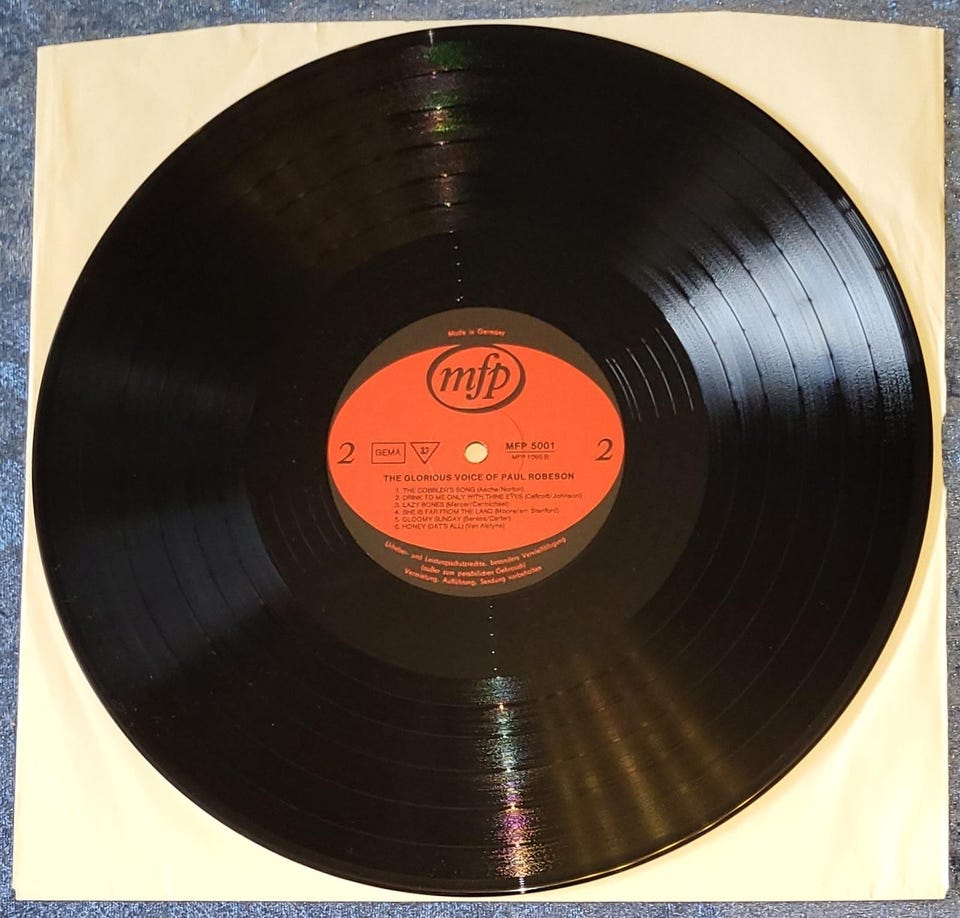 Made in Germany
mfp
2 GEMA 33 MFP 5001 2
MFP 1095 B
THE GLORIOUS VOICE OF PAUL ROBESON
1. THE COBBLER'S SONG (Asche/Norton)
2. DRINK TO ME ONLY WITH THINE EYES (Callcott/Johnson)
3. LAZY BONES (Mercer/Carmichael)
4. SHE IS FAR FROM THE LAND (Moore/arr. Stanford)
5. GLOOMY SUNDAY (Seress/Carter)
6. HONEY (DAT'S ALL) (Van Alstyne)
Urheber- und Leistungsschutzrechte, besonders Vervielfältigung
(außer zum persönlichen Gebrauch)
Vermietung, Aufführung, Sendung vorbehalten